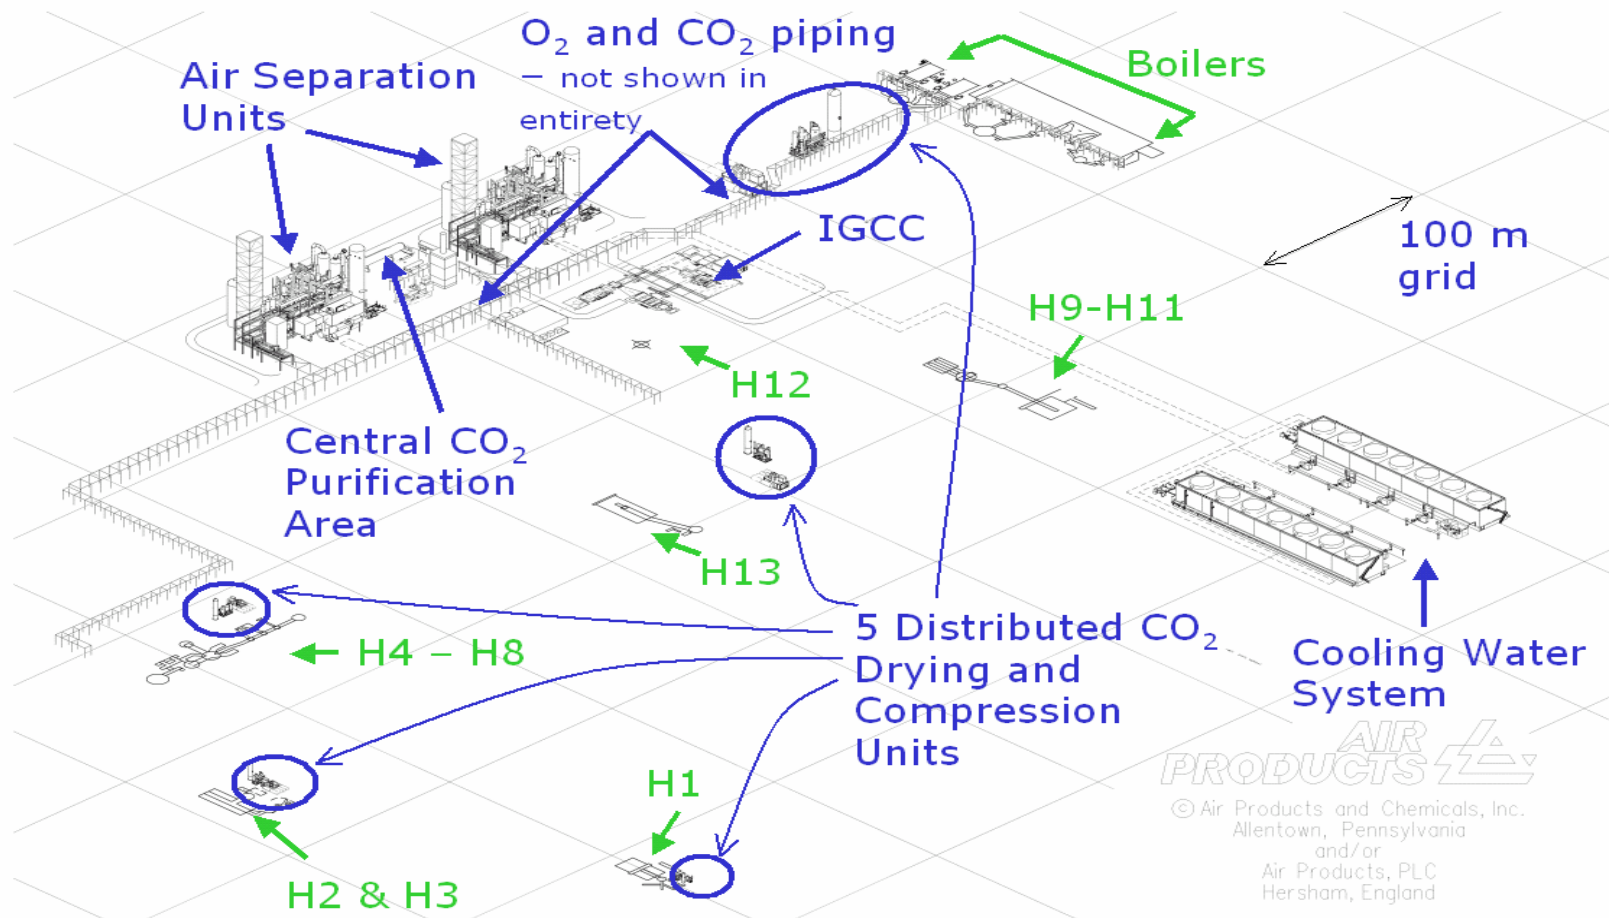 O₂ and CO₂ piping
– not shown in
entirety
Air Separation
Units
Boilers
IGCC
100 m
grid
H9-H11
H12
Central CO₂
Purification
Area
H13
5 Distributed CO₂
Drying and
Compression
Units
H4 – H8
Cooling Water
System
H1
H2 & H3
AIR
PRODUCTS
© Air Products and Chemicals, Inc.
Allentown, Pennsylvania
and/or
Air Products, PLC
Hersham, England